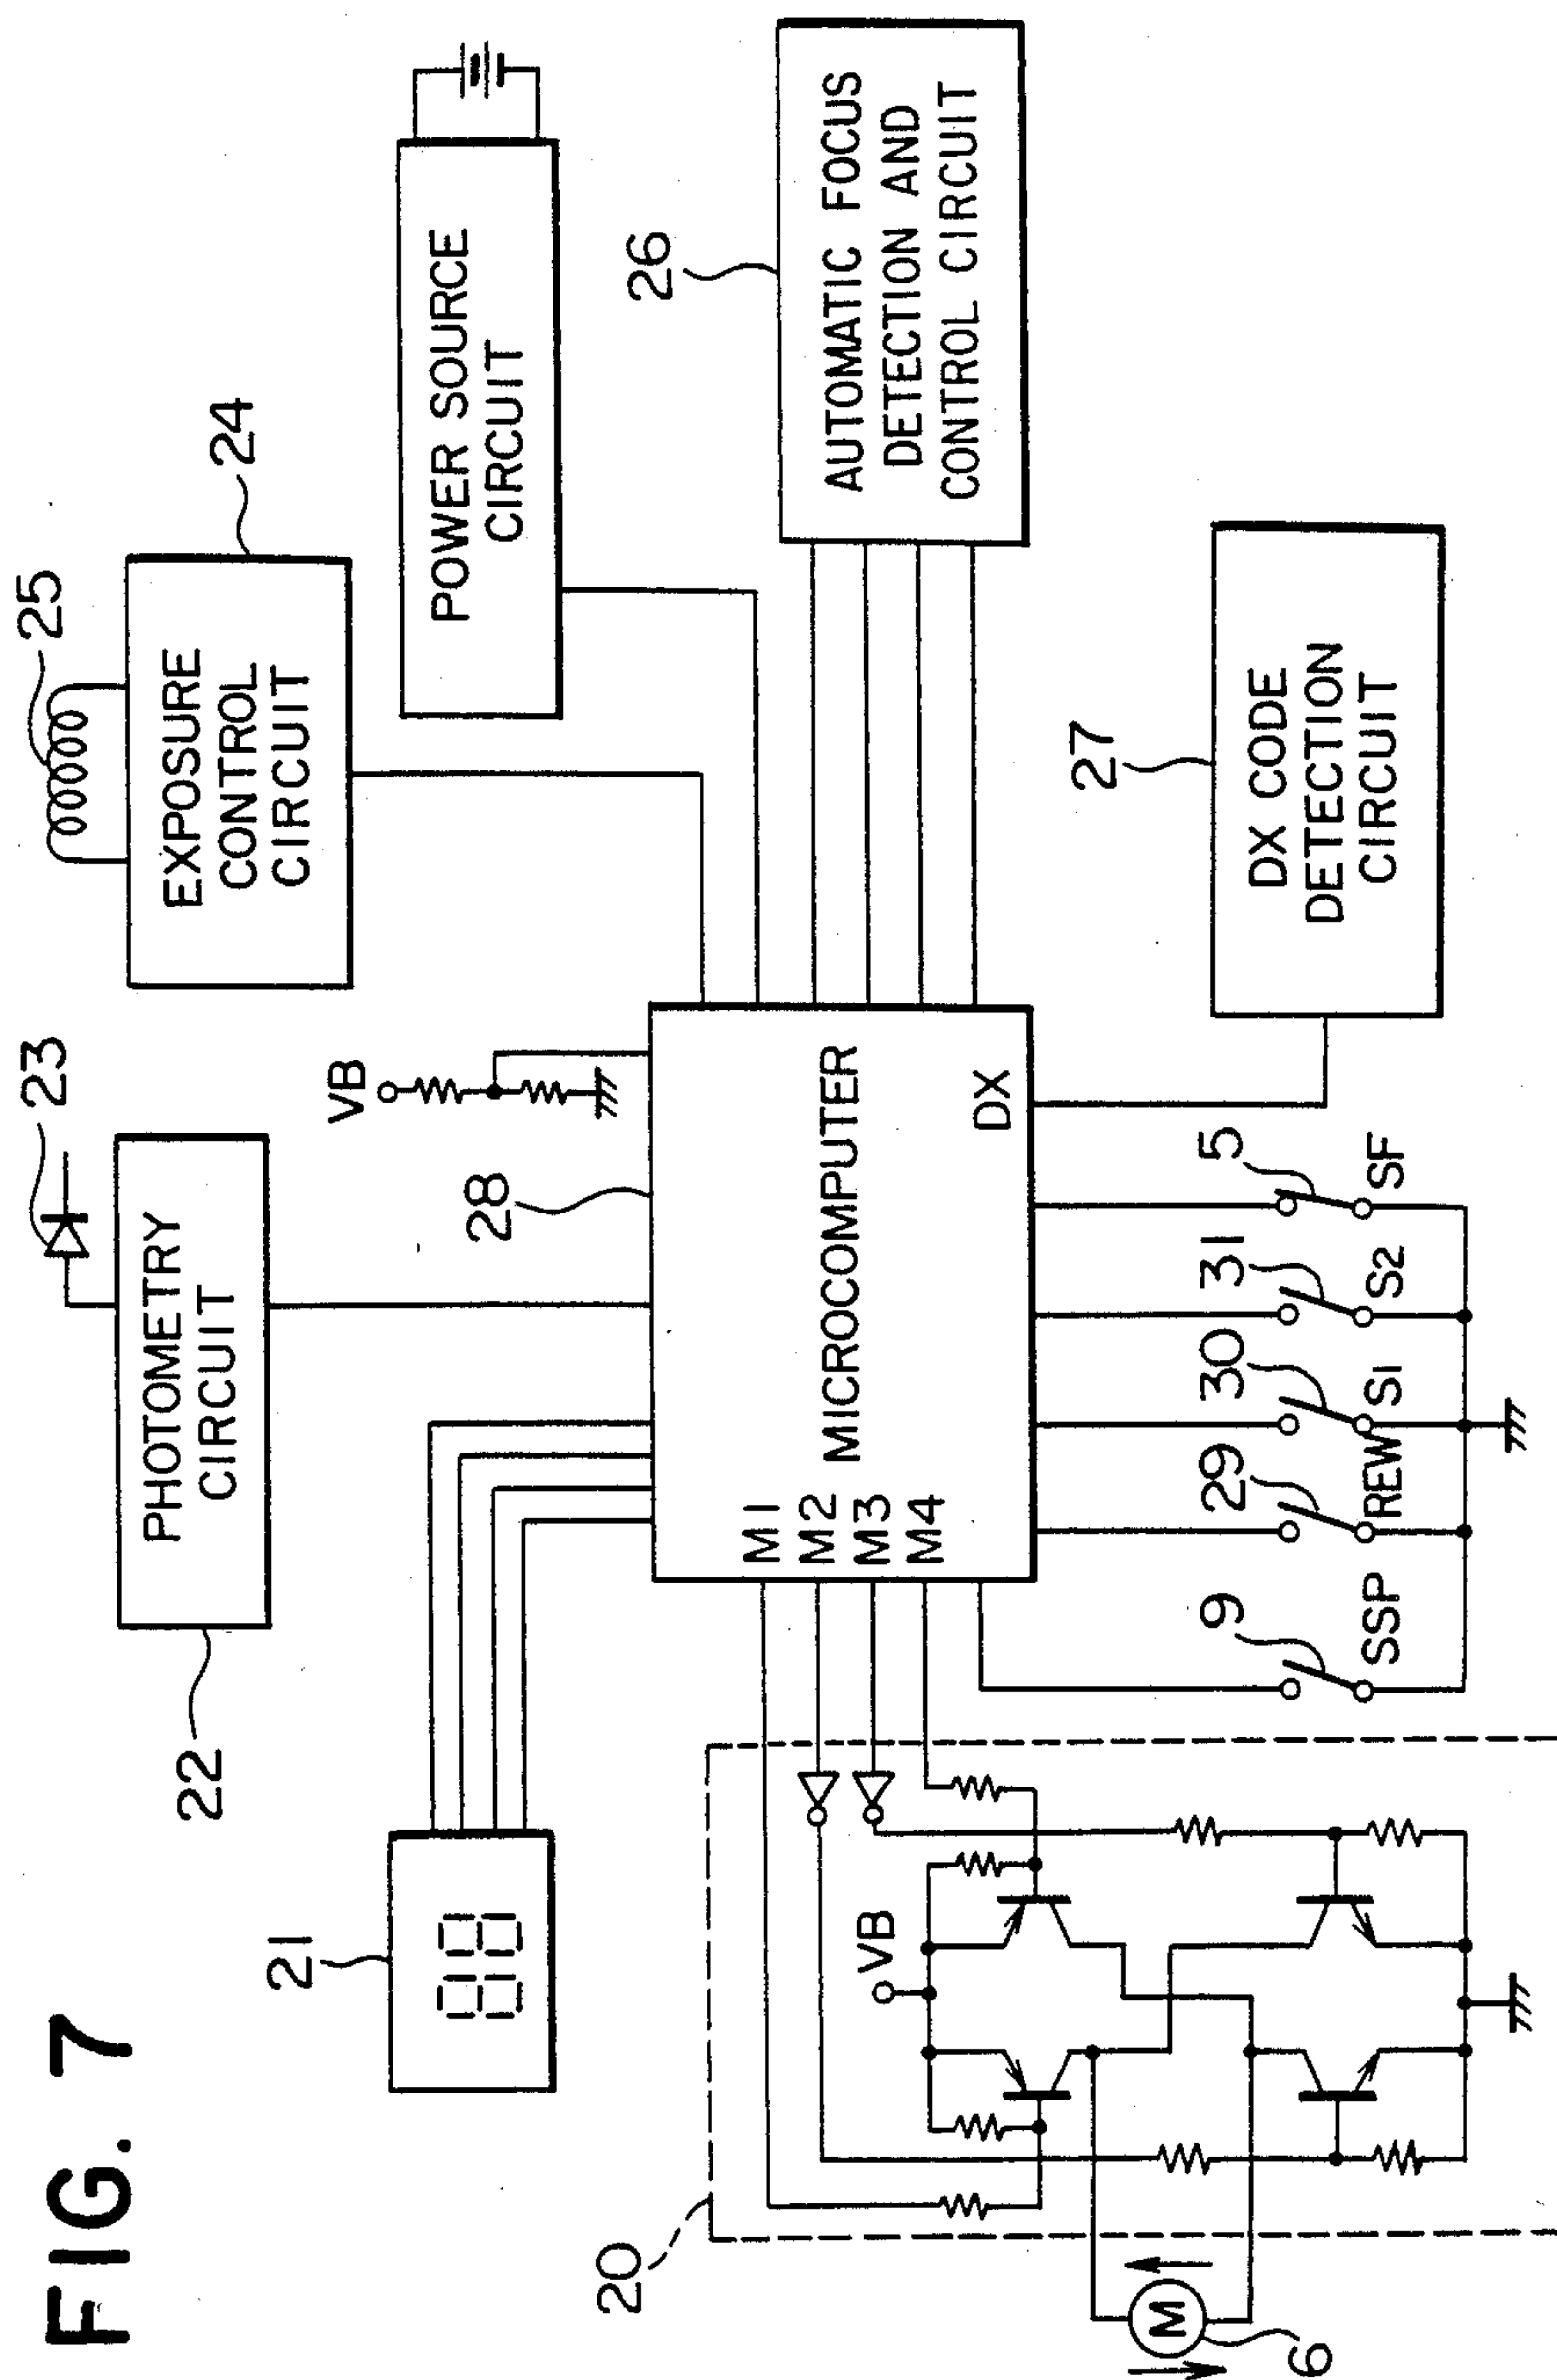 FIG. 7
25
24
EXPOSURE
CONTROL
CIRCUIT
POWER SOURCE
CIRCUIT
23
PHOTOMETRY
CIRCUIT
22
VB
21
28
26
AUTOMATIC FOCUS
DETECTION AND
CONTROL CIRCUIT
MICROCOMPUTER
M1
M2
M3
M4
DX
27
DX CODE
DETECTION
CIRCUIT
20
VB
M
6
9
29
30
31
5
SSP
REW
S1
S2
SF